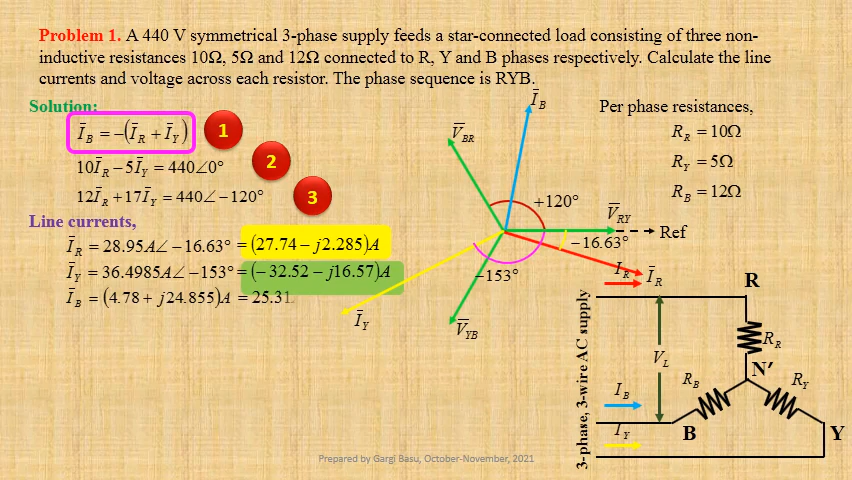 Problem 1. A 440 V symmetrical 3-phase supply feeds a star-connected load consisting of three non-
inductive resistances 10Ω, 5Ω and 12Ω connected to R, Y and B phases respectively. Calculate the line
currents and voltage across each resistor. The phase sequence is RYB.
Solution:
Ī_B = −(Ī_R + Ī_Y)
1
10Ī_R − 5Ī_Y = 440∠0°
2
12Ī_R + 17Ī_Y = 440∠−120°
3
Line currents,
Ī_R = 28.95A∠−16.63° = (27.74 − j2.285)A
Ī_Y = 36.4985A∠−153° = (−32.52 − j16.57)A
Ī_B = (4.78 + j24.855)A = 25.31
Per phase resistances,
R_R = 10Ω
R_Y = 5Ω
R_B = 12Ω
Ī_B
V̄_BR
+120°
V̄_RY
Ref
−16.63°
−153°
I_R
Ī_R
Ī_Y
V̄_YB
R
3-phase, 3-wire AC supply
V_L
R_R
N′
R_B
R_Y
I_B
B
Y
I_Y
Prepared by Gargi Basu, October-November, 2021